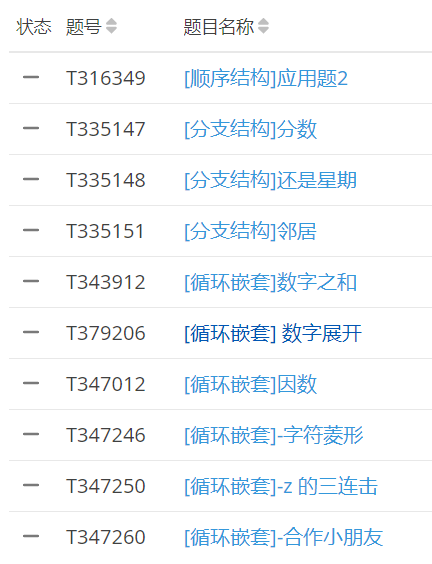 状态 题号 题目名称
T316349 [顺序结构]应用题2
T335147 [分支结构]分数
T335148 [分支结构]还是星期
T335151 [分支结构]邻居
T343912 [循环嵌套]数字之和
T379206 [循环嵌套] 数字展开
T347012 [循环嵌套]因数
T347246 [循环嵌套]-字符菱形
T347250 [循环嵌套]-z 的三连击
T347260 [循环嵌套]-合作小朋友